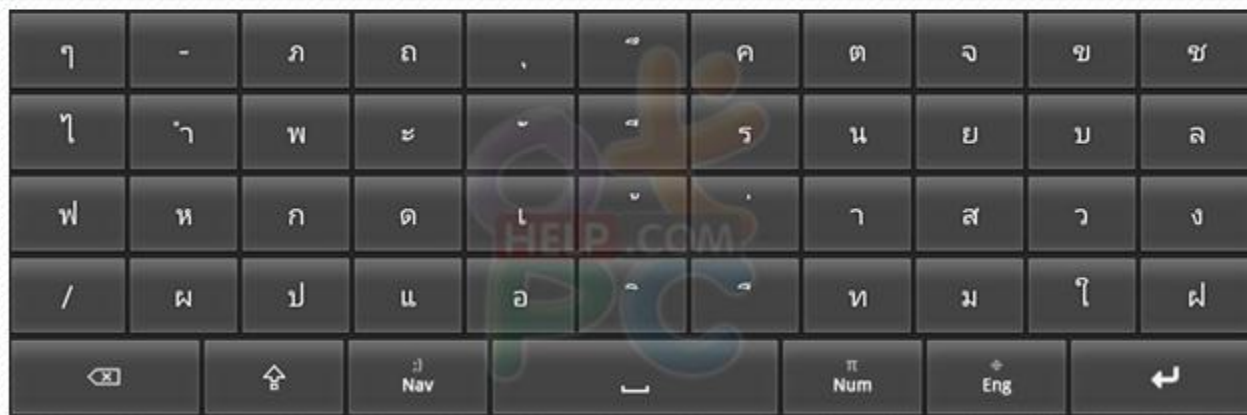 ๆ - ภ ถ ุ ึ ค ต จ ข ช
ไ ำ พ ะ ั ี ร น ย บ ล
ฟ ห ก ด เ ้ ่ า ส ว ง
/ ผ ป แ อ ิ ื ท ม ใ ฝ
:) Nav π Num Eng
HELP .COM
PC